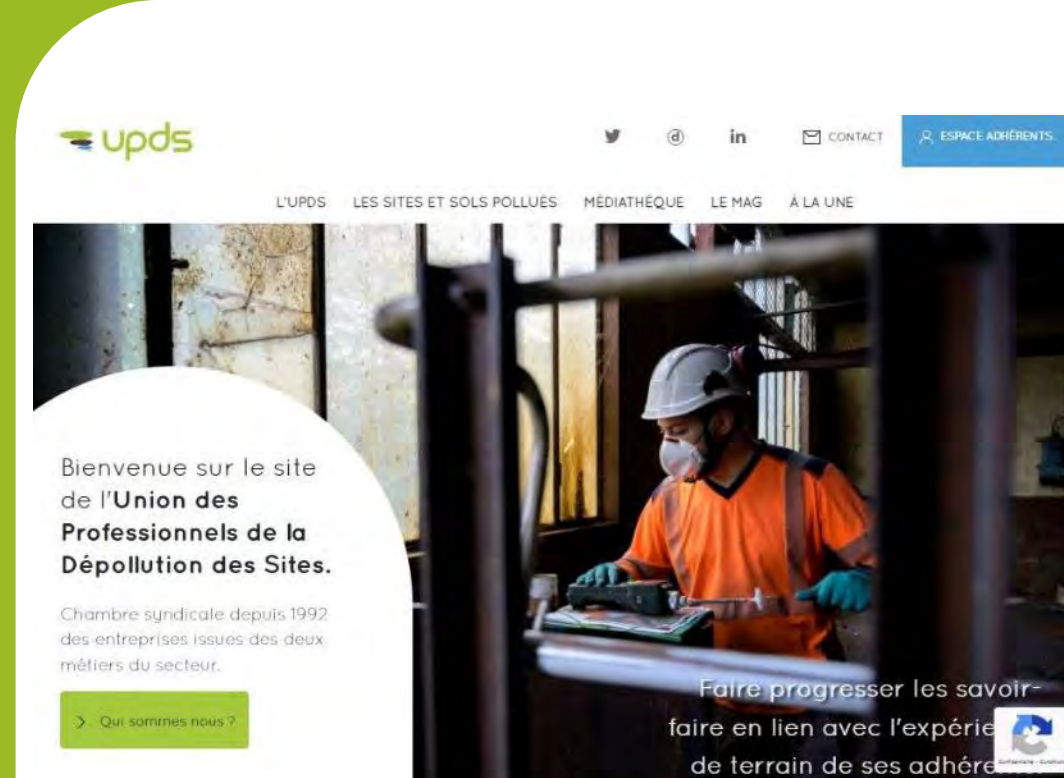 upds
CONTACT
ESPACE ADHÉRENTS
L'UPDS LES SITES ET SOLS POLLUÉS MÉDIATHÈQUE LE MAG À LA UNE
Bienvenue sur le site
de l'Union des
Professionnels de la
Dépollution des Sites.
Chambre syndicale depuis 1992
des entreprises issues des deux
métiers du secteur.
Qui sommes nous ?
Faire progresser les savoir-
faire en lien avec l'expérie
de terrain de ses adhére